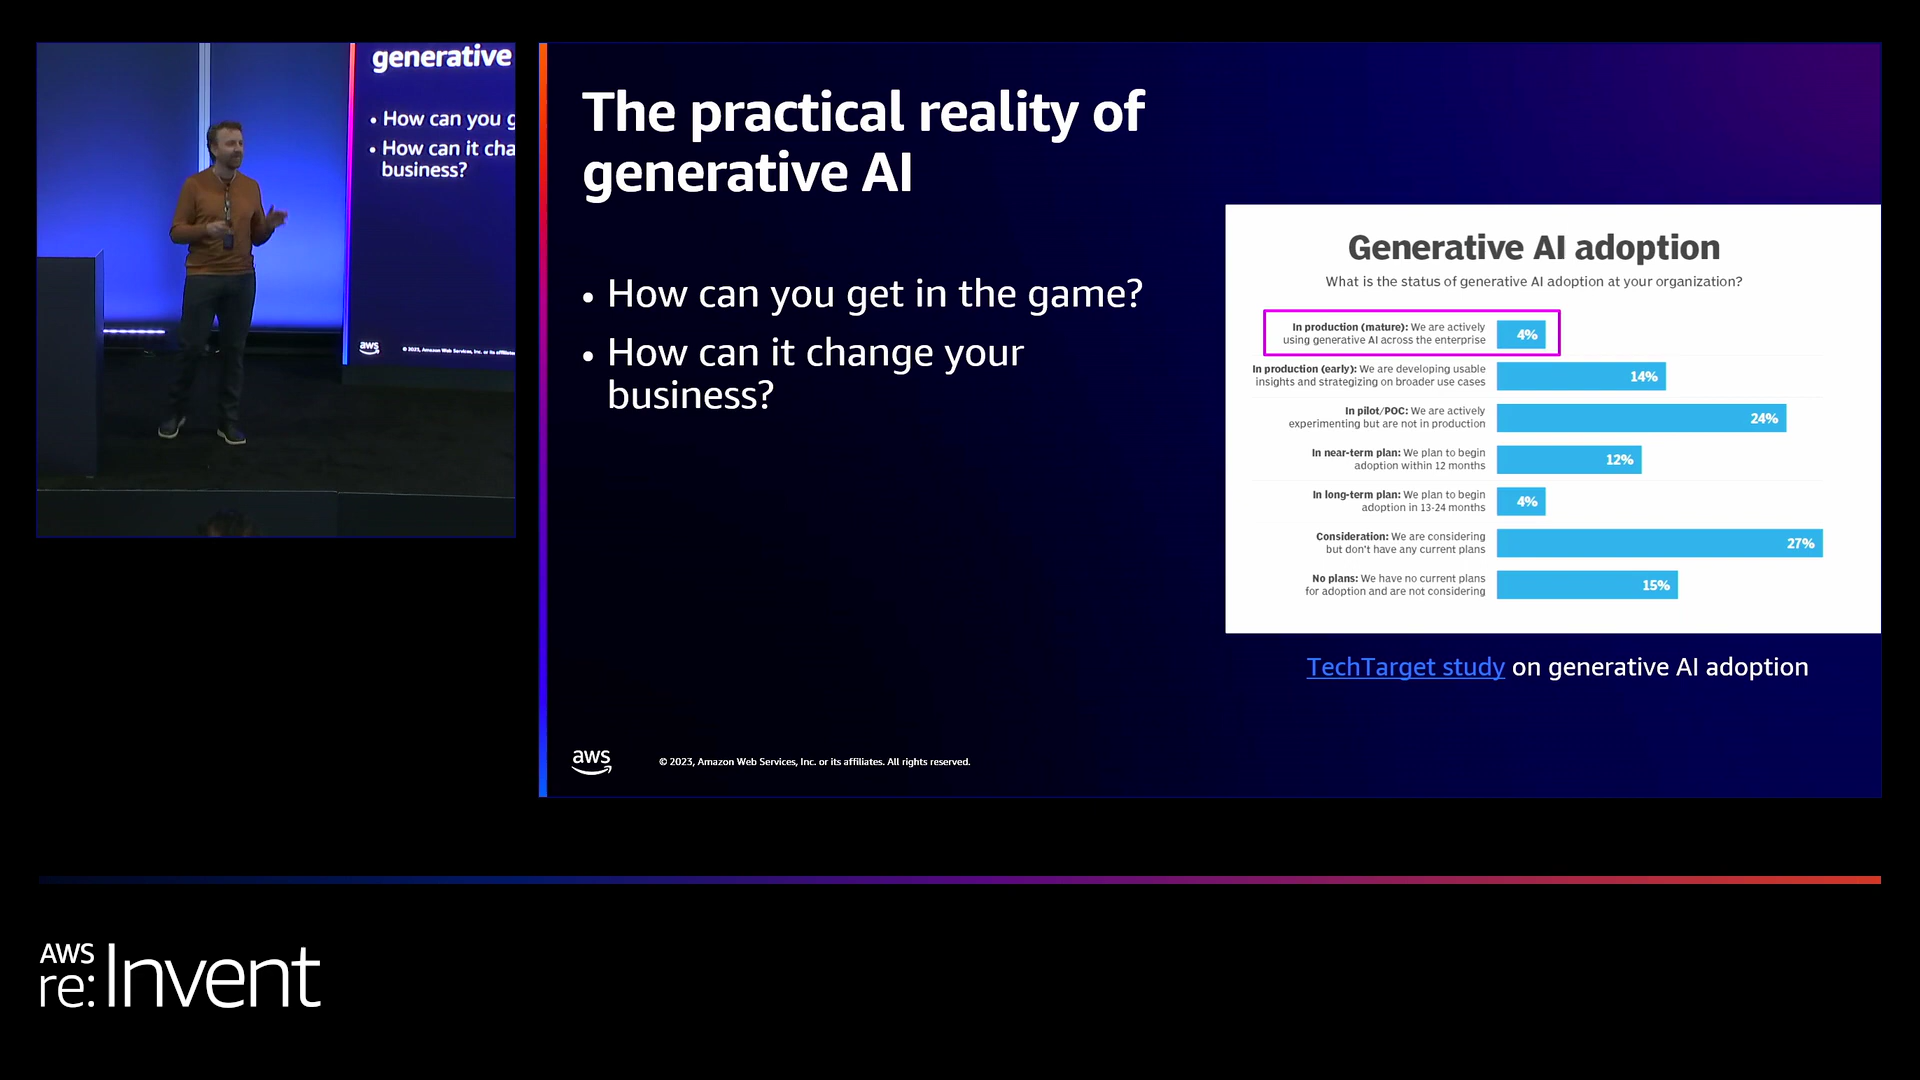 generative
• How can you g
• How can it cha
business?
aws
© 2023, Amazon Web Services, Inc. or its affiliates
The practical reality of
generative AI
• How can you get in the game?
• How can it change your
business?
Generative AI adoption
What is the status of generative AI adoption at your organization?
In production (mature): We are actively
using generative AI across the enterprise
4%
In production (early): We are developing usable
insights and strategizing on broader use cases
14%
In pilot/POC: We are actively
experimenting but are not in production
24%
In near-term plan: We plan to begin
adoption within 12 months
12%
In long-term plan: We plan to begin
adoption in 13-24 months
4%
Consideration: We are considering
but don't have any current plans
27%
No plans: We have no current plans
for adoption and are not considering
15%
TechTarget study on generative AI adoption
aws
© 2023, Amazon Web Services, Inc. or its affiliates. All rights reserved.
AWS
re:Invent